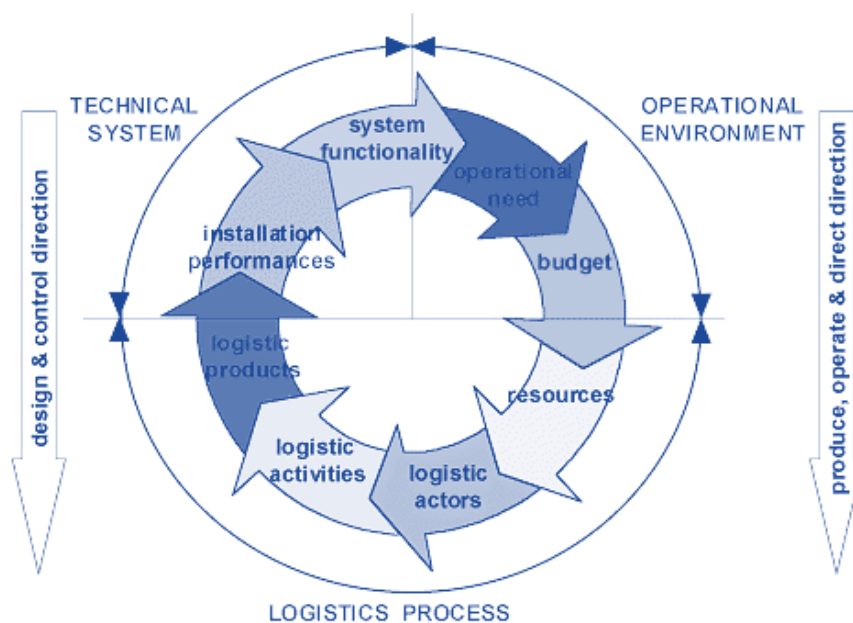 TECHNICAL
SYSTEM
OPERATIONAL
ENVIRONMENT
system
functionality
operational
need
installation
performances
budget
logistic
products
resources
logistic
activities
logistic
actors
design & control direction
produce, operate & direct direction
LOGISTICS PROCESS